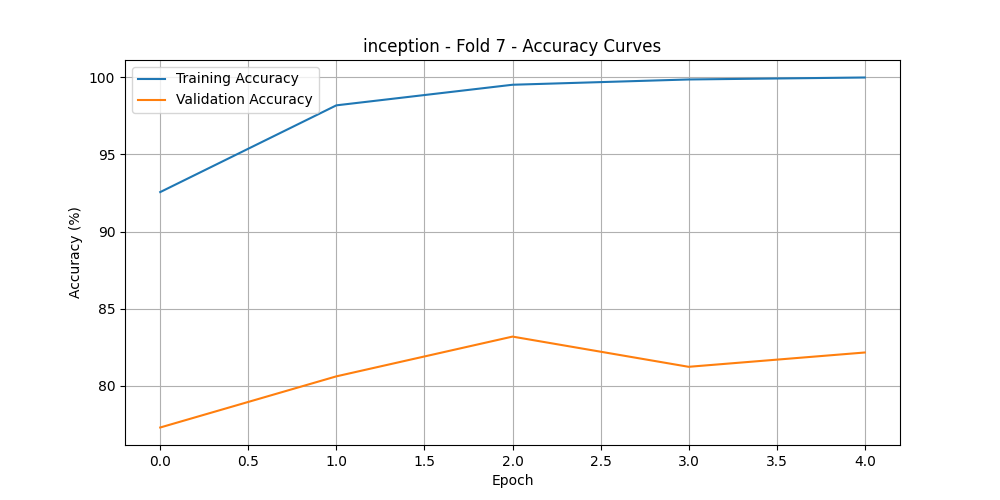 inception - Fold 7 - Accuracy Curves
Training Accuracy
Validation Accuracy
Accuracy (%)
100
95
90
85
80
0.0 0.5 1.0 1.5 2.0 2.5 3.0 3.5 4.0
Epoch